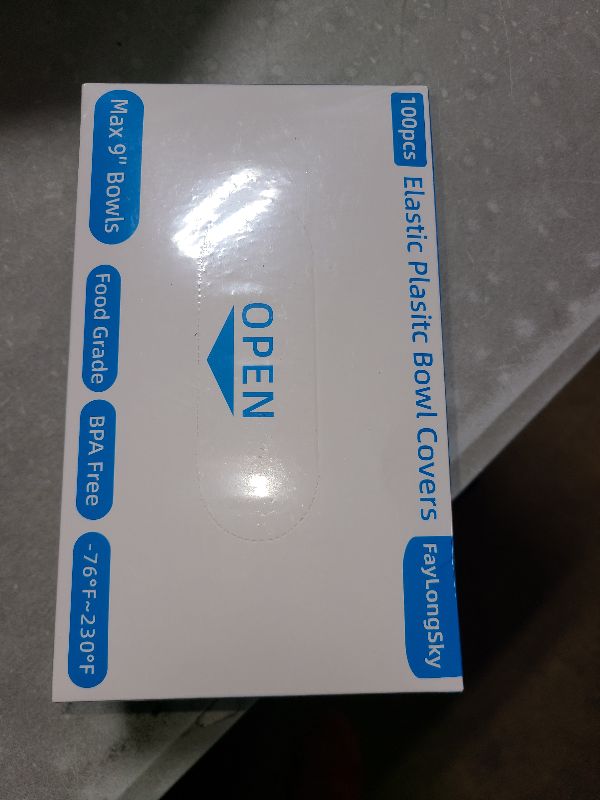 100pcs Elastic Plasitc Bowl Covers FayLongSky
OPEN
Max 9" Bowls Food Grade BPA Free -76°F~230°F